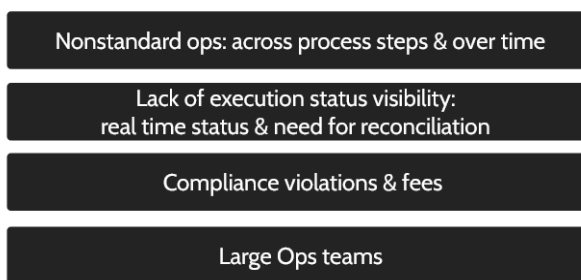 Nonstandard ops: across process steps & over time
Lack of execution status visibility:
real time status & need for reconciliation
Compliance violations & fees
Large Ops teams